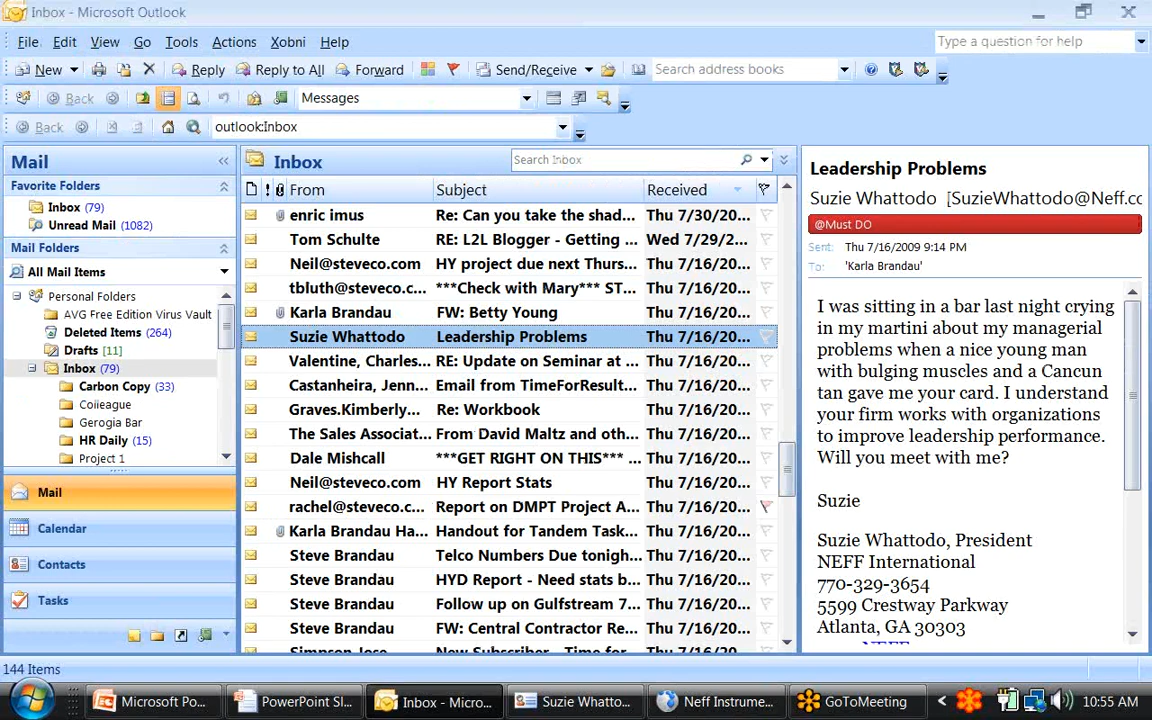 Inbox - Microsoft Outlook
File Edit View Go Tools Actions Xobni Help
Type a question for help
New Reply Reply to All Forward Send/Receive Search address books
Back Messages
Back outlook:Inbox
Mail
Favorite Folders
Inbox (79)
Unread Mail (1082)
Mail Folders
All Mail Items
Personal Folders
AVG Free Edition Virus Vault
Deleted Items (264)
Drafts [11]
Inbox (79)
Carbon Copy (33)
Colleague
Gerogia Bar
HR Daily (15)
Project 1
Mail
Calendar
Contacts
Tasks
Inbox Search Inbox
! From Subject Received
enric imus Re: Can you take the shad... Thu 7/30/20...
Tom Schulte RE: L2L Blogger - Getting ... Wed 7/29/2...
Neil@steveco.com HY project due next Thurs... Thu 7/16/20...
tbluth@steveco.c... ***Check with Mary*** ST... Thu 7/16/20...
Karla Brandau FW: Betty Young Thu 7/16/20...
Suzie Whattodo Leadership Problems Thu 7/16/20...
Valentine, Charles... RE: Update on Seminar at ... Thu 7/16/20...
Castanheira, Jenn... Email from TimeForResult... Thu 7/16/20...
Graves.Kimberly... Re: Workbook Thu 7/16/20...
The Sales Associat... From David Maltz and oth... Thu 7/16/20...
Dale Mishcall ***GET RIGHT ON THIS*** ... Thu 7/16/20...
Neil@steveco.com HY Report Stats Thu 7/16/20...
rachel@steveco.c... Report on DMPT Project A... Thu 7/16/20...
Karla Brandau Ha... Handout for Tandem Task... Thu 7/16/20...
Steve Brandau Telco Numbers Due tonigh... Thu 7/16/20...
Steve Brandau HYD Report - Need stats b... Thu 7/16/20...
Steve Brandau Follow up on Gulfstream 7... Thu 7/16/20...
Steve Brandau FW: Central Contractor Re... Thu 7/16/20...
Simpson Jose New Subscriber - Time for... Thu 7/16/20...
Leadership Problems
Suzie Whattodo [SuzieWhattodo@Neff.co
@Must DO
Sent: Thu 7/16/2009 9:14 PM
To: 'Karla Brandau'
I was sitting in a bar last night crying
in my martini about my managerial
problems when a nice young man
with bulging muscles and a Cancun
tan gave me your card. I understand
your firm works with organizations
to improve leadership performance.
Will you meet with me?
Suzie
Suzie Whattodo, President
NEFF International
770-329-3654
5599 Crestway Parkway
Atlanta, GA 30303
NEFF
144 Items
Microsoft Po... PowerPoint Sl... Inbox - Micro... Suzie Whatto... Neff Instrume... GoToMeeting 10:55 AM